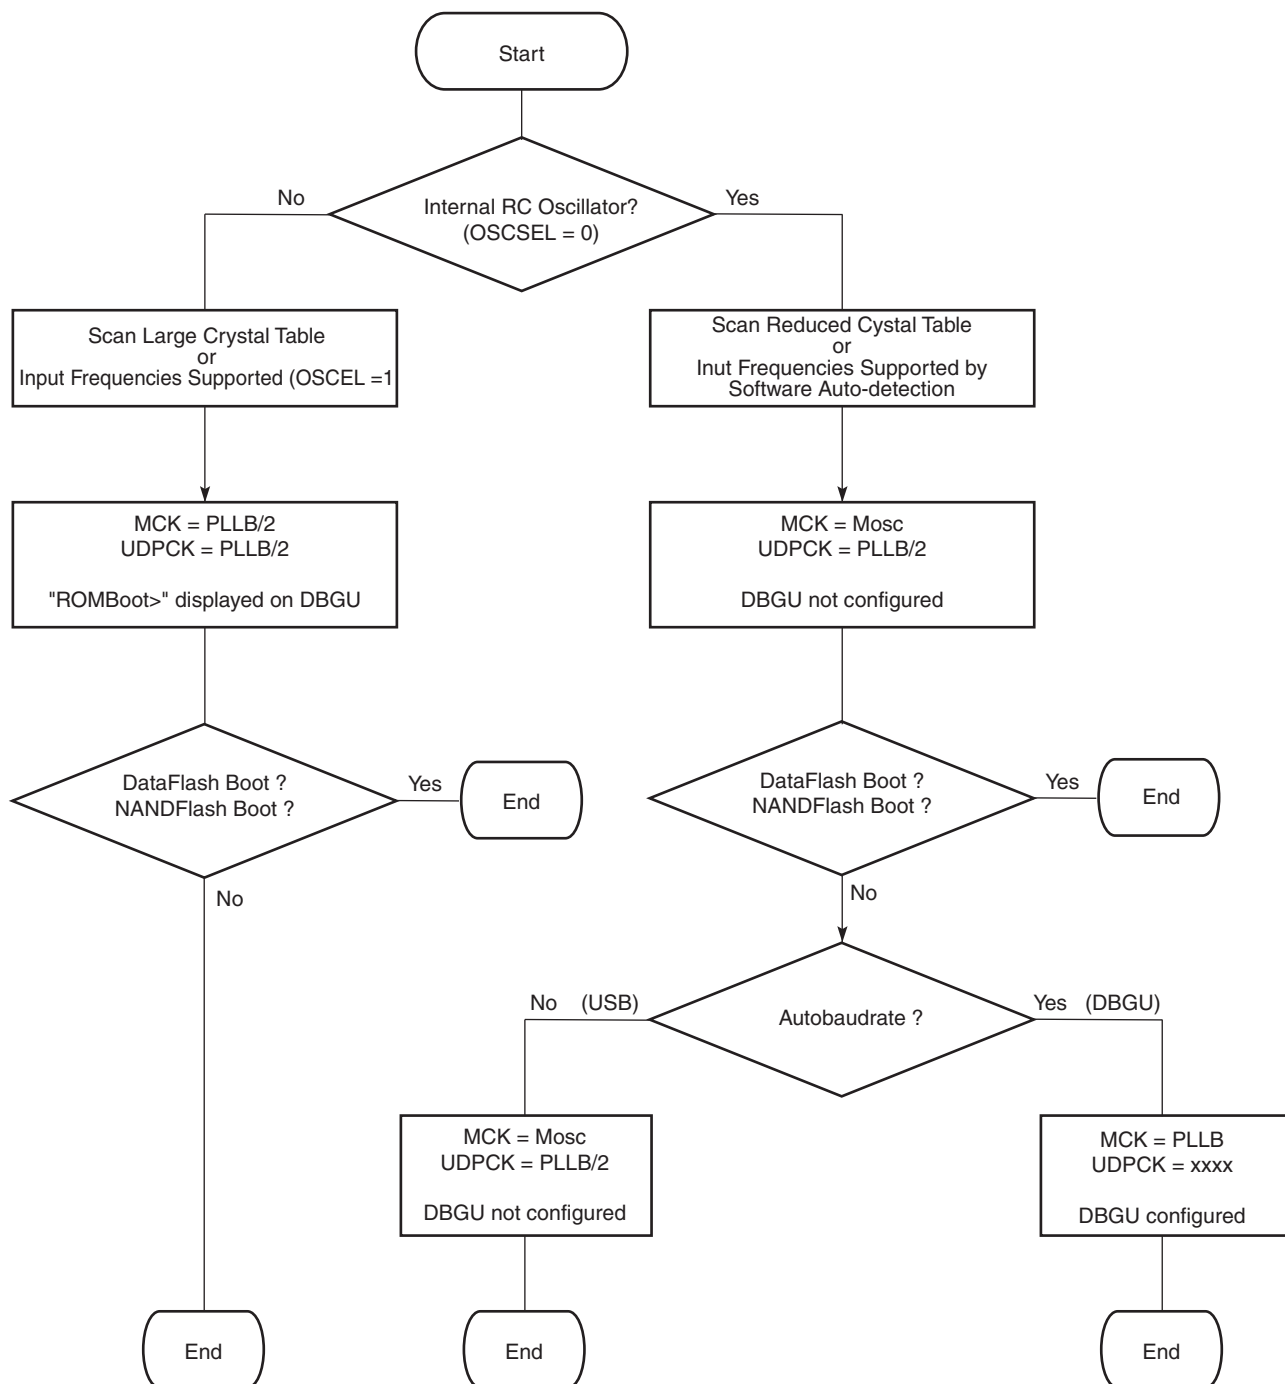 Start
No
Yes
Internal RC Oscillator?
(OSCSEL = 0)
Scan Large Crystal Table
or
Input Frequencies Supported (OSCEL =1
Scan Reduced Cystal Table
or
Inut Frequencies Supported by
Software Auto-detection
MCK = PLLB/2
UDPCK = PLLB/2
"ROMBoot>" displayed on DBGU
MCK = Mosc
UDPCK = PLLB/2
DBGU not configured
DataFlash Boot ?
NANDFlash Boot ?
Yes
End
DataFlash Boot ?
NANDFlash Boot ?
Yes
End
No
No
No (USB)
Autobaudrate ?
Yes (DBGU)
MCK = Mosc
UDPCK = PLLB/2
DBGU not configured
MCK = PLLB
UDPCK = xxxx
DBGU configured
End
End
End